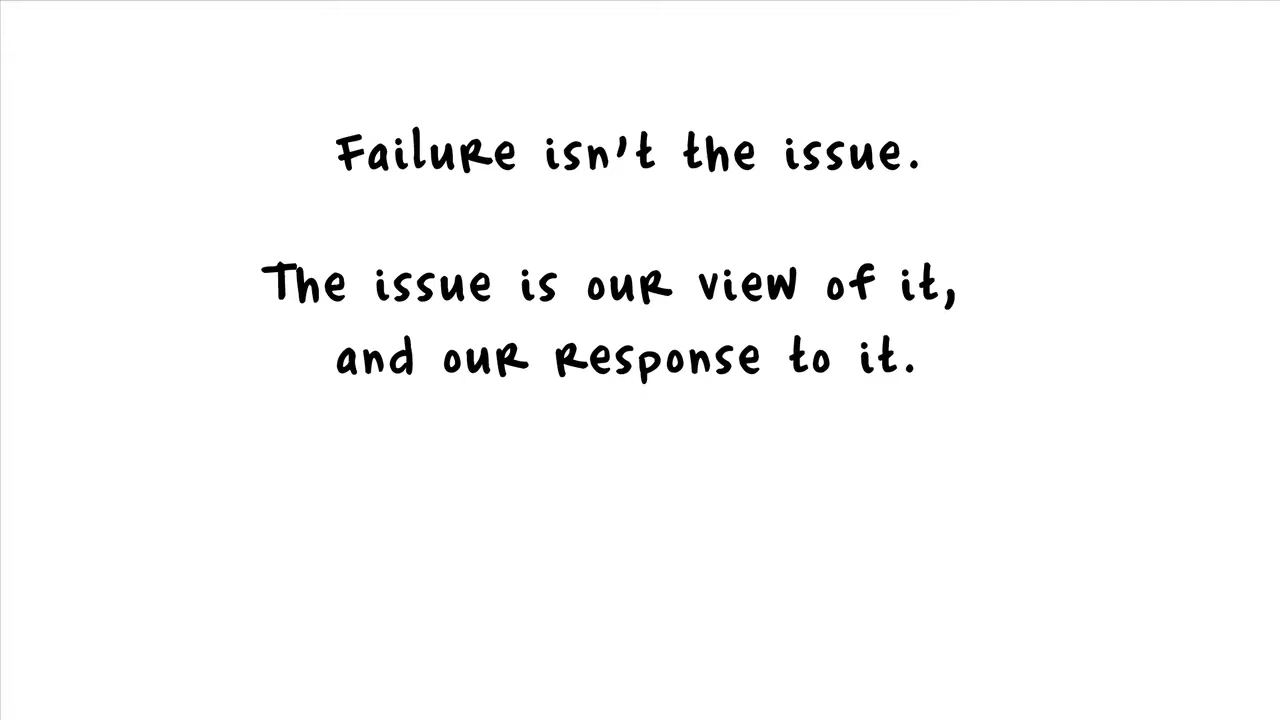 Failure isn't the issue.
The issue is our view of it,
and our response to it.